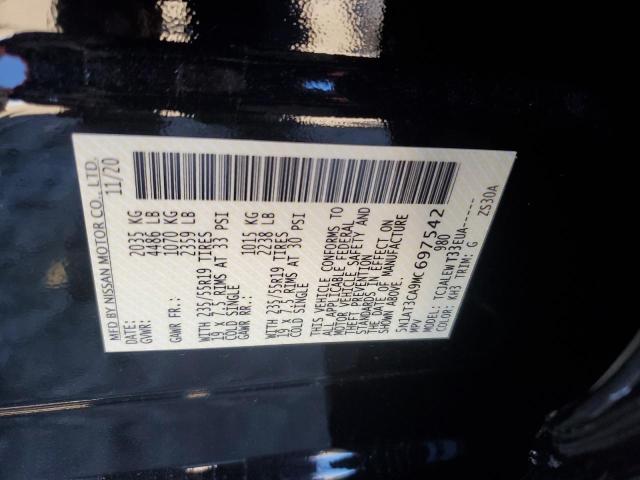 MFD BY NISSAN MOTOR CO., LTD.
11/20
GVWR: 2035 KG
4486 LB
GAWR FR.: 1070 KG
2359 LB
WITH 235/55R19 TIRES
19 X 7.5 RIMS AT 33 PSI
COLD SINGLE
GAWR RR.: 1015 KG
2238 LB
WITH 235/55R19 TIRES
19 X 7.5 RIMS AT 30 PSI
COLD SINGLE
THIS VEHICLE CONFORMS TO
ALL APPLICABLE FEDERAL
MOTOR VEHICLE SAFETY AND
THEFT PREVENTION
STANDARDS IN EFFECT ON
THE DATE OF MANUFACTURE
SHOWN ABOVE.
5N1AT3CA9MC697542
MPV 980
MODEL: TCJALEWYT33EUA-----
COLOR: KH3 TRIM: G
ZS30A